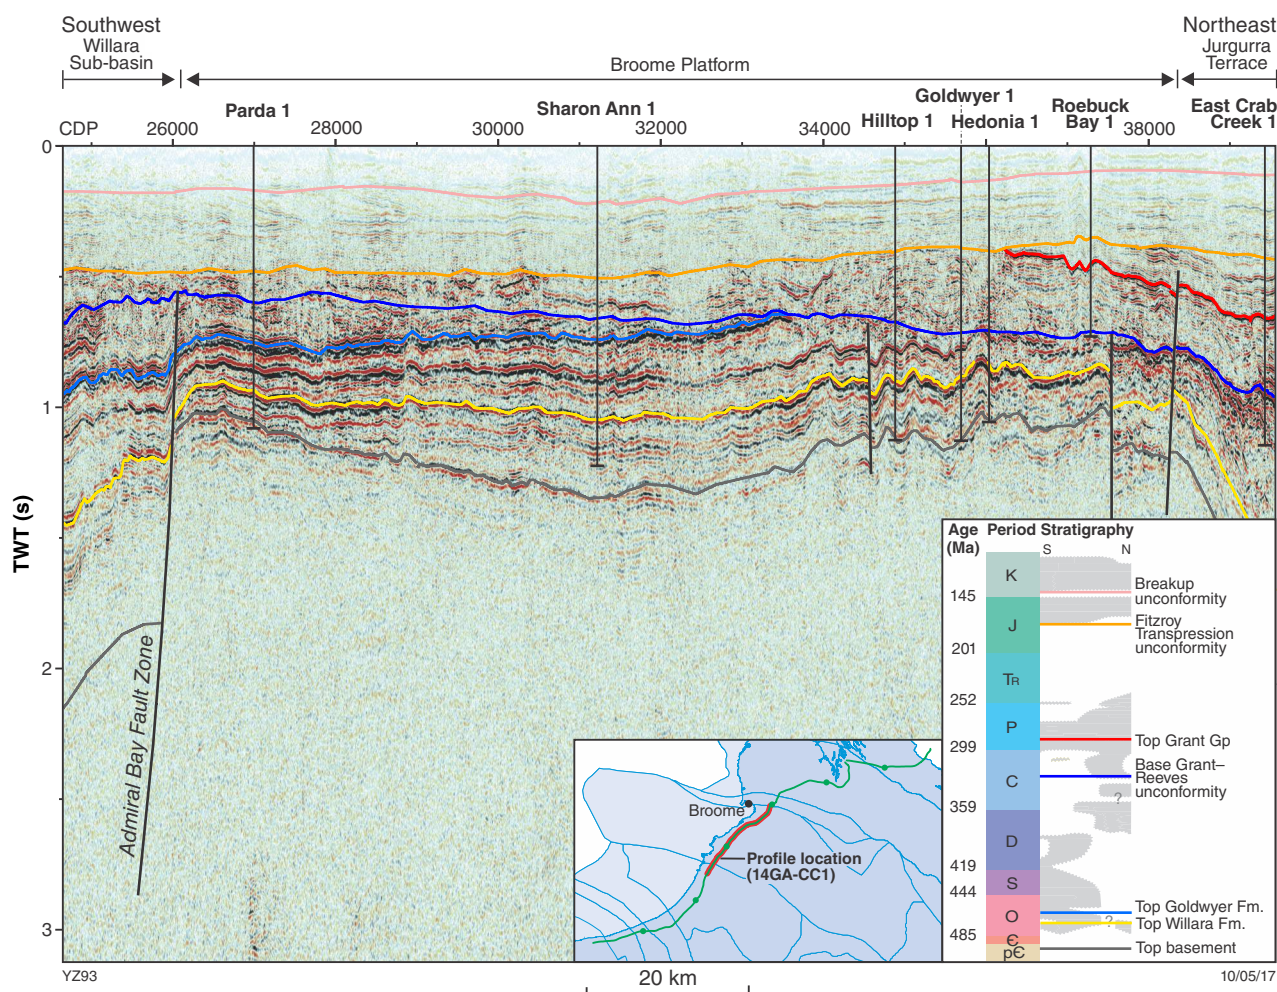 Southwest
Willara
Sub-basin
Broome Platform
Northeast
Jurgurra
Terrace
Parda 1
Sharon Ann 1
Goldwyer 1
Hilltop 1
Hedonia 1
Roebuck
Bay 1
East Crab
Creek 1
CDP
26000
28000
30000
32000
34000
38000
0
1
2
3
TWT (s)
Admiral Bay Fault Zone
Age
(Ma)
Period
Stratigraphy
S
N
K
145
J
201
TR
252
P
299
C
359
D
419
S
444
O
485
Є
pЄ
Breakup
unconformity
Fitzroy
Transpression
unconformity
Top Grant Gp
Base Grant–
Reeves
unconformity
?
Top Goldwyer Fm.
?
Top Willara Fm.
Top basement
Broome
Profile location
(14GA-CC1)
YZ93
20 km
10/05/17